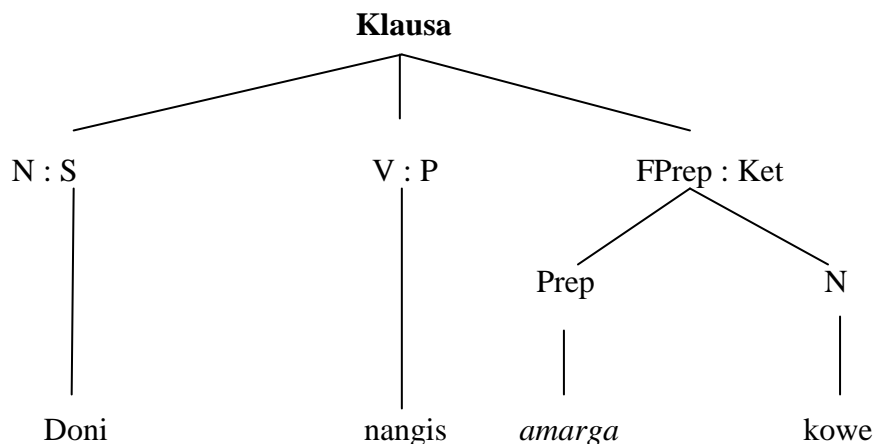 Klausa
N : S V : P FPrep : Ket
Prep N
Doni nangis amarga kowe